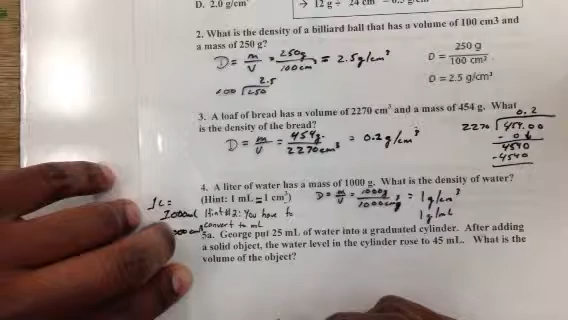 D. 2.0 g/cm³
→ 12 g ÷ 24 cm
2. What is the density of a billiard ball that has a volume of 100 cm3 and
a mass of 250 g?
D = m/V = 250g/100cm³ = 2.5 g/cm³
D = 250 g/100 cm³
D = 2.5 g/cm³
2.5
100 250
3. A loaf of bread has a volume of 2270 cm³ and a mass of 454 g. What
is the density of the bread?
D = m/V = 454g/2270cm³ = 0.2 g/cm³
0.2
2270 454.00
- 0
4540
-4540
4. A liter of water has a mass of 1000 g. What is the density of water?
(Hint: 1 mL = 1 cm³)
D = m/V = 1000g/1000cm³ = 1 g/cm³
1 g/mL
1L =
1000mL
Hint #2: You have to
convert to mL
5a. George put 25 mL of water into a graduated cylinder. After adding
a solid object, the water level in the cylinder rose to 45 mL. What is the
volume of the object?